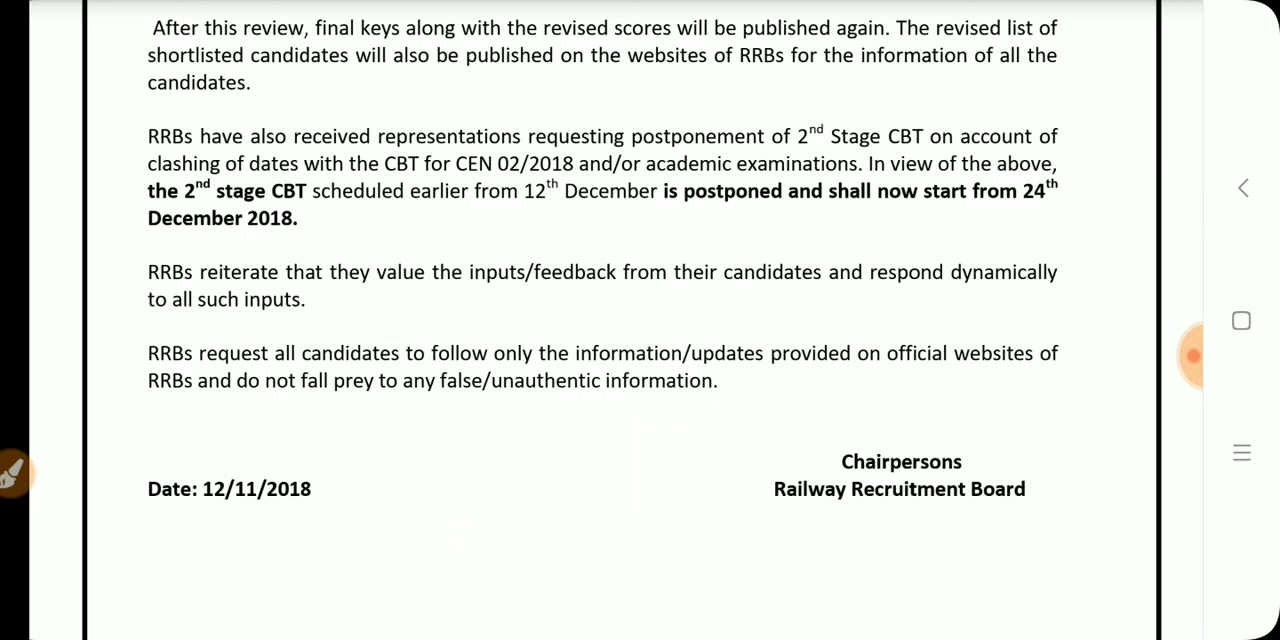 After this review, final keys along with the revised scores will be published again. The revised list of
shortlisted candidates will also be published on the websites of RRBs for the information of all the
candidates.
RRBs have also received representations requesting postponement of 2nd Stage CBT on account of
clashing of dates with the CBT for CEN 02/2018 and/or academic examinations. In view of the above,
the 2nd stage CBT scheduled earlier from 12th December is postponed and shall now start from 24th
December 2018.
RRBs reiterate that they value the inputs/feedback from their candidates and respond dynamically
to all such inputs.
RRBs request all candidates to follow only the information/updates provided on official websites of
RRBs and do not fall prey to any false/unauthentic information.
Chairpersons
Date: 12/11/2018 Railway Recruitment Board